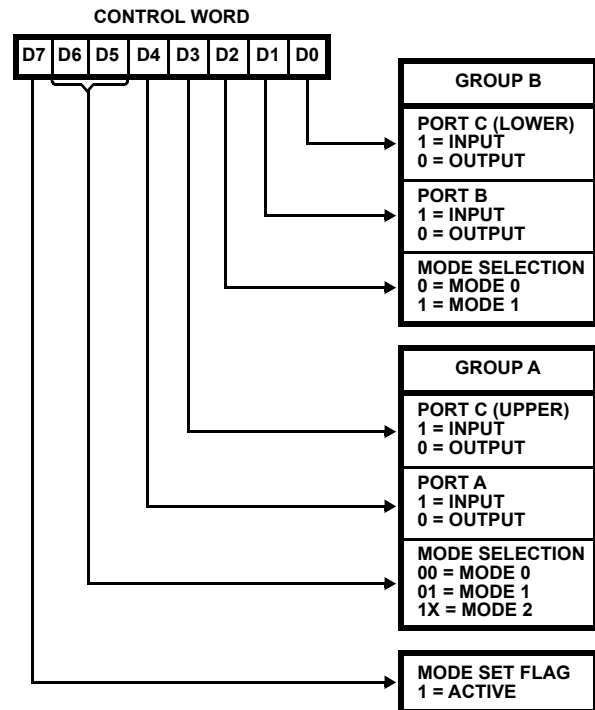 CONTROL WORD
D7 D6 D5 D4 D3 D2 D1 D0
GROUP B
PORT C (LOWER)
1 = INPUT
0 = OUTPUT
PORT B
1 = INPUT
0 = OUTPUT
MODE SELECTION
0 = MODE 0
1 = MODE 1
GROUP A
PORT C (UPPER)
1 = INPUT
0 = OUTPUT
PORT A
1 = INPUT
0 = OUTPUT
MODE SELECTION
00 = MODE 0
01 = MODE 1
1X = MODE 2
MODE SET FLAG
1 = ACTIVE